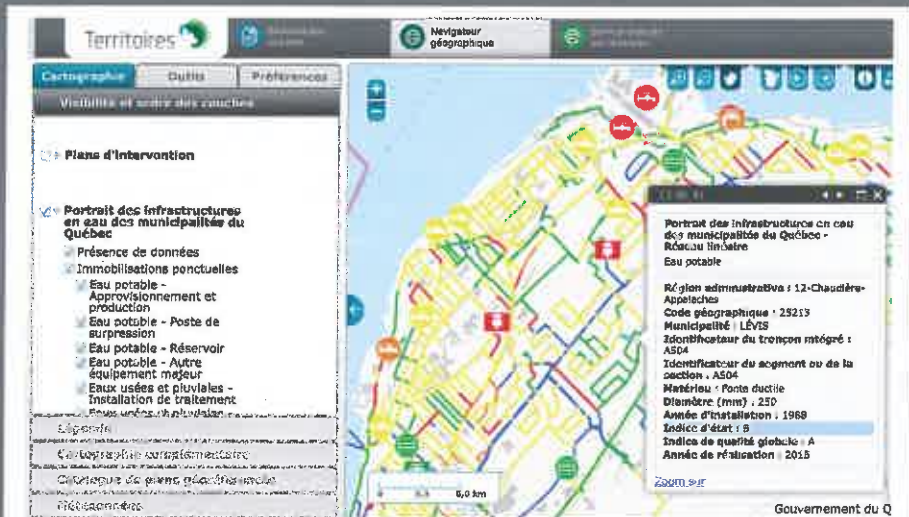 Territoires
Navigateur
géographique
Cartographie
Outils
Préférences
Visibilité et ordre des couches
Plans d'intervention
Portrait des infrastructures
en eau des municipalités du
Québec
Présence de données
Immobilisations ponctuelles
Eau potable -
Approvisionnement et
production
Eau potable - Poste de
surpression
Eau potable - Réservoir
Eau potable - Autre
équipement majeur
Eaux usées et pluviales -
Installation de traitement
Eaux usées et pluviales -
Légende
Cartographie complémentaire
Métadonnées
Portrait des infrastructures en eau
des municipalités du Québec -
Réseau linéaire
Eau potable
Région administrative : 12-Chaudière-
Appalaches
Code géographique : 25213
Municipalité : LÉVIS
Identificateur du tronçon intégré :
A504
Identificateur du segment ou de la
section : A504
Matériau : Fonte ductile
Diamètre (mm) : 250
Année d'installation : 1968
Indice d'état : B
Indice de qualité globale : A
Année de réalisation : 2015
Zoom sur
Gouvernement du Q